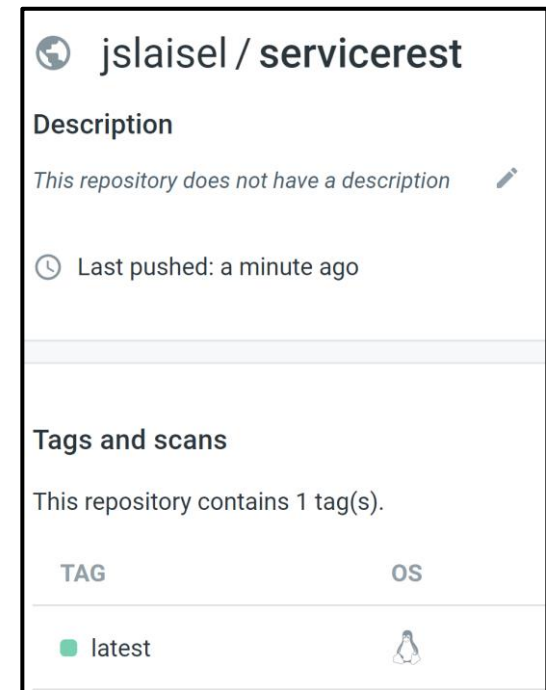 jslaisel / servicerest
Description
This repository does not have a description
Last pushed: a minute ago
Tags and scans
This repository contains 1 tag(s).
TAG OS
latest